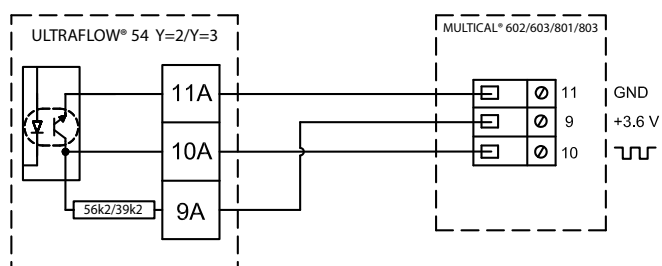 ULTRAFLOW® 54 Y=2/Y=3
MULTICAL® 602/603/801/803
11A
11
GND
9
+3.6 V
10A
10
56k2/39k2
9A